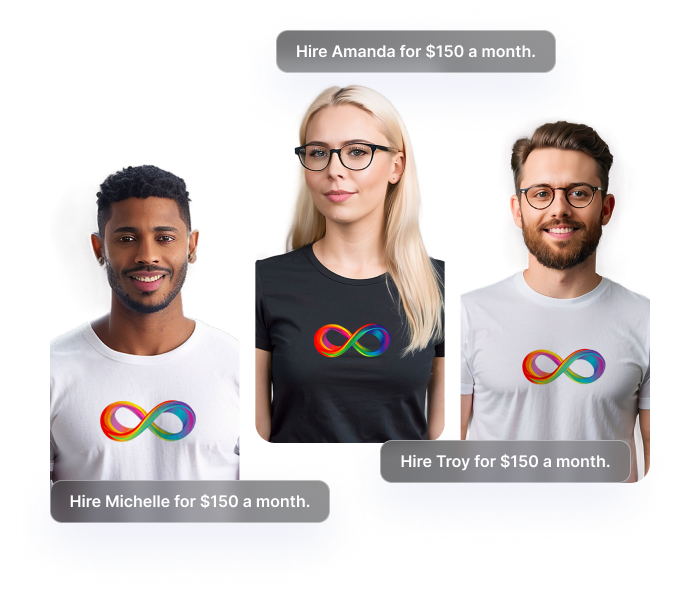 Hire Amanda for $150 a month.
Hire Troy for $150 a month.
Hire Michelle for $150 a month.